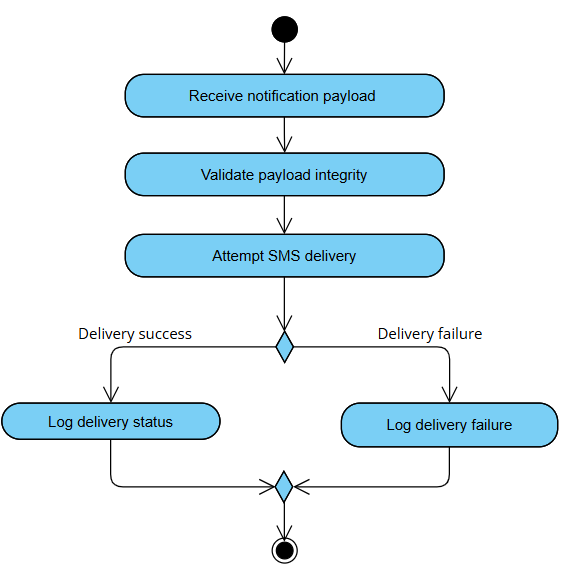 Receive notification payload
Validate payload integrity
Attempt SMS delivery
Delivery success
Delivery failure
Log delivery status
Log delivery failure